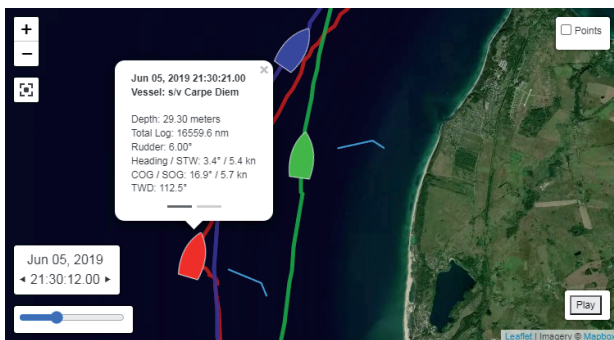 +
−
Points
×
Jun 05, 2019 21:30:21.00
Vessel: s/v Carpe Diem
Depth: 29.30 meters
Total Log: 16559.6 nm
Rudder: 6.00°
Heading / STW: 3.4° / 5.4 kn
COG / SOG: 16.9° / 5.7 kn
TWD: 112.5°
Jun 05, 2019
◂ 21:30:12.00 ▸
Play
Leaflet | Imagery © Mapbox